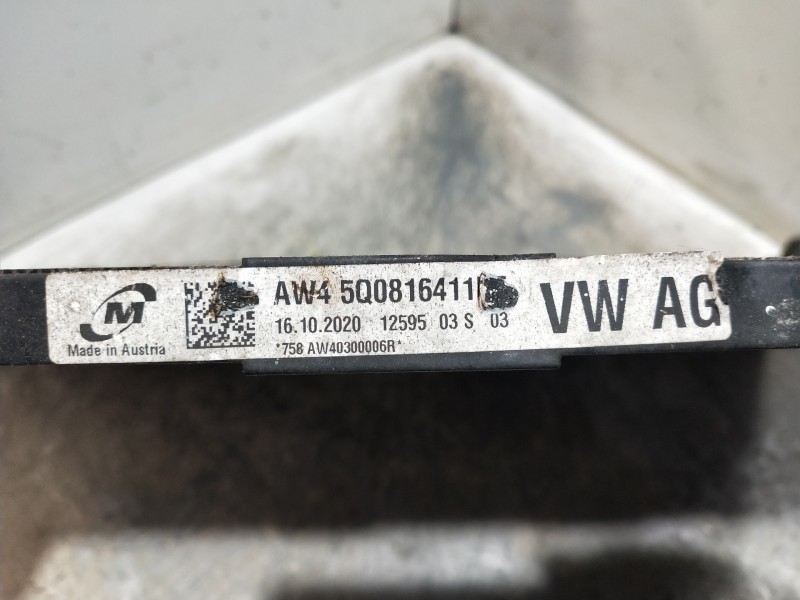 M
Made in Austria
AW4 5Q0816411
VW AG
16.10.2020 12595 03 S 03
*758 AW40300006R*